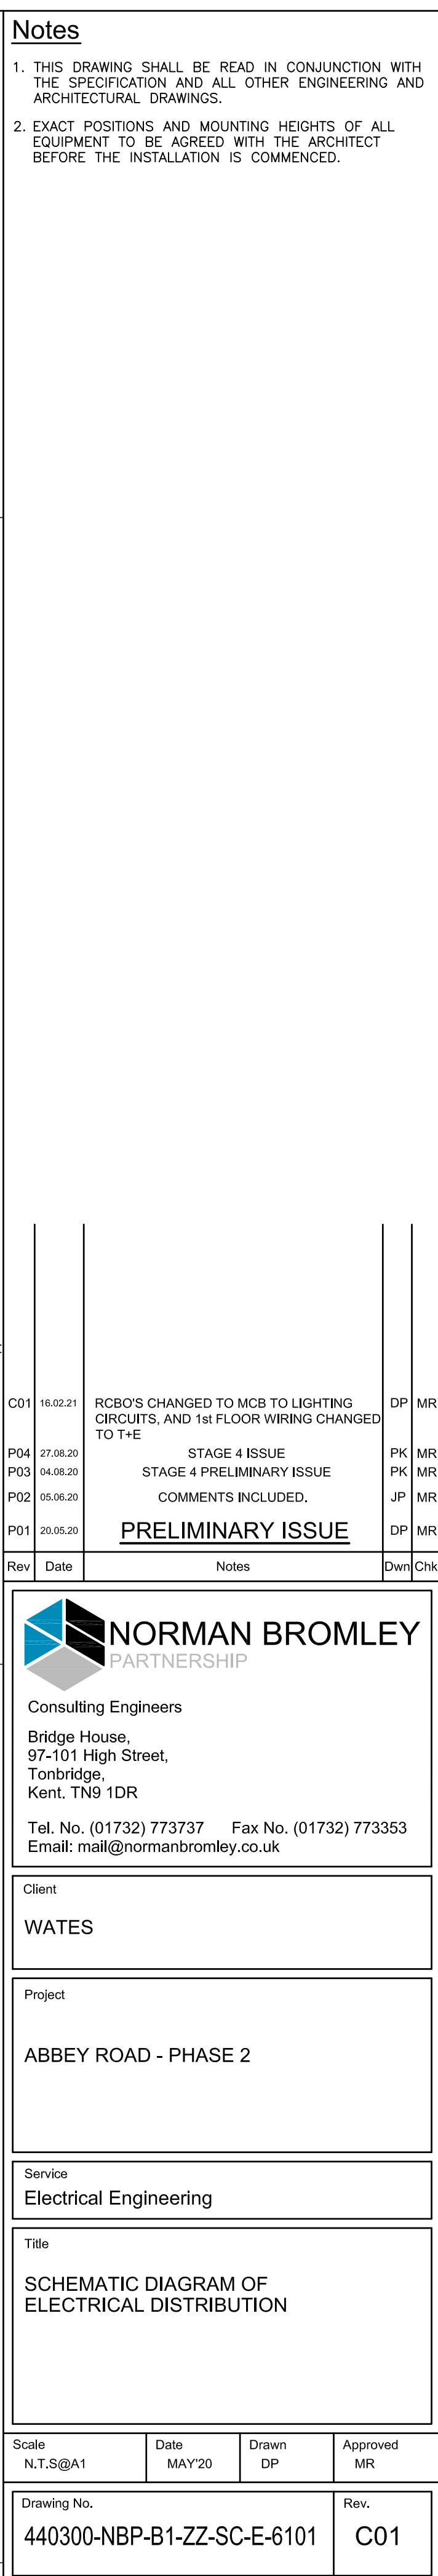 Notes
1. THIS DRAWING SHALL BE READ IN CONJUNCTION WITH
THE SPECIFICATION AND ALL OTHER ENGINEERING AND
ARCHITECTURAL DRAWINGS.
2. EXACT POSITIONS AND MOUNTING HEIGHTS OF ALL
EQUIPMENT TO BE AGREED WITH THE ARCHITECT
BEFORE THE INSTALLATION IS COMMENCED.
C01 16.02.21 RCBO'S CHANGED TO MCB TO LIGHTING DP MR
CIRCUITS, AND 1st FLOOR WIRING CHANGED
TO T+E
P04 27.08.20 STAGE 4 ISSUE PK MR
P03 04.08.20 STAGE 4 PRELIMINARY ISSUE PK MR
P02 05.06.20 COMMENTS INCLUDED. JP MR
P01 20.05.20 PRELIMINARY ISSUE DP MR
Rev Date Notes Dwn Chk
NORMAN BROMLEY
PARTNERSHIP
Consulting Engineers
Bridge House,
97-101 High Street,
Tonbridge,
Kent. TN9 1DR
Tel. No. (01732) 773737 Fax No. (01732) 773353
Email: mail@normanbromley.co.uk
Client
WATES
Project
ABBEY ROAD - PHASE 2
Service
Electrical Engineering
Title
SCHEMATIC DIAGRAM OF
ELECTRICAL DISTRIBUTION
Scale Date Drawn Approved
N.T.S@A1 MAY'20 DP MR
Drawing No. Rev.
440300-NBP-B1-ZZ-SC-E-6101 C01